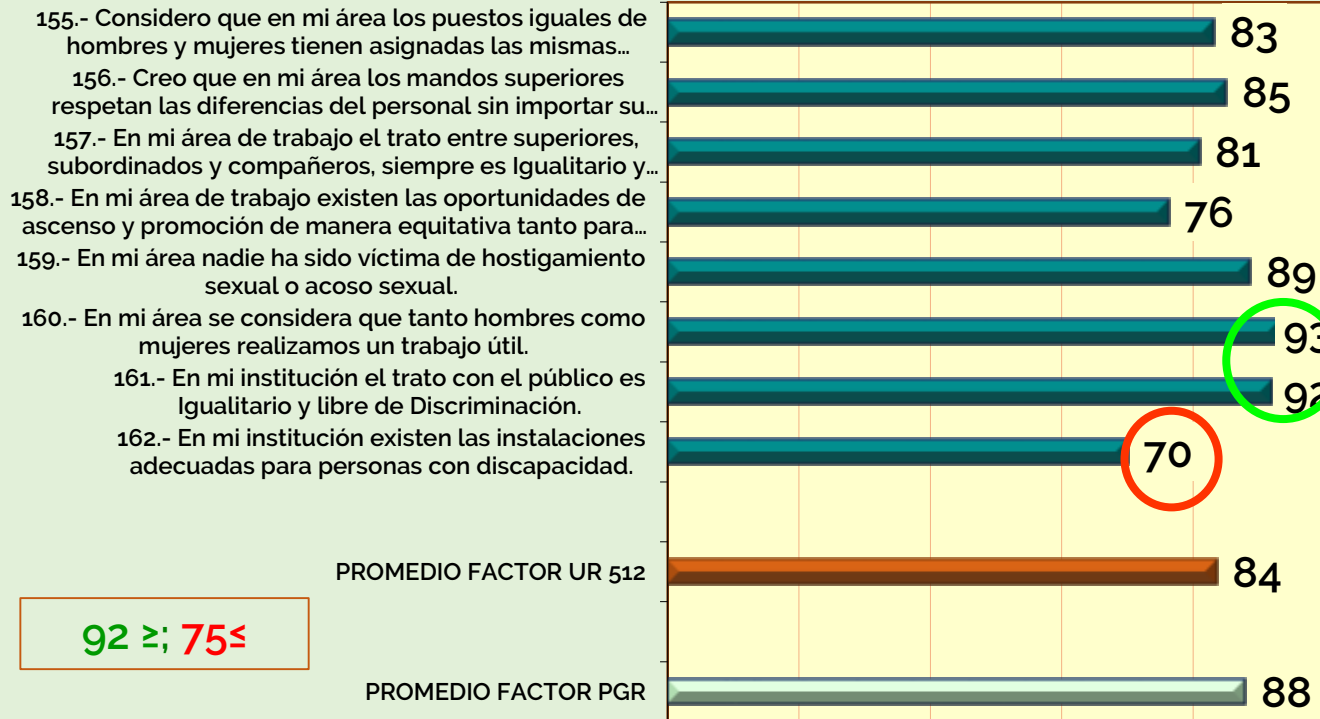 155.- Considero que en mi área los puestos iguales de
hombres y mujeres tienen asignadas las mismas…
83
156.- Creo que en mi área los mandos superiores
respetan las diferencias del personal sin importar su…
85
157.- En mi área de trabajo el trato entre superiores,
subordinados y compañeros, siempre es Igualitario y…
81
158.- En mi área de trabajo existen las oportunidades de
ascenso y promoción de manera equitativa tanto para…
76
159.- En mi área nadie ha sido víctima de hostigamiento
sexual o acoso sexual.
89
160.- En mi área se considera que tanto hombres como
mujeres realizamos un trabajo útil.
93
161.- En mi institución el trato con el público es
Igualitario y libre de Discriminación.
92
162.- En mi institución existen las instalaciones
adecuadas para personas con discapacidad.
70
PROMEDIO FACTOR UR 512
84
92 ≥; 75≤
PROMEDIO FACTOR PGR
88